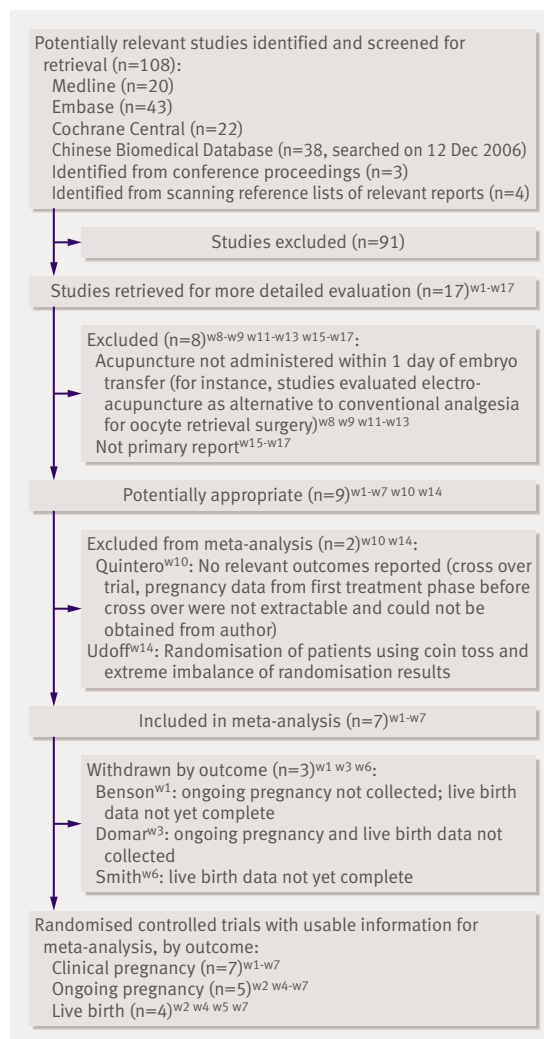 Potentially relevant studies identified and screened for
retrieval (n=108):
Medline (n=20)
Embase (n=43)
Cochrane Central (n=22)
Chinese Biomedical Database (n=38, searched on 12 Dec 2006)
Identified from conference proceedings (n=3)
Identified from scanning reference lists of relevant reports (n=4)
Studies excluded (n=91)
Studies retrieved for more detailed evaluation (n=17)w1-w17
Excluded (n=8)w8-w9 w11-w13 w15-w17:
Acupuncture not administered within 1 day of embryo
transfer (for instance, studies evaluated electro-
acupuncture as alternative to conventional analgesia
for oocyte retrieval surgery)w8 w9 w11-w13
Not primary reportw15-w17
Potentially appropriate (n=9)w1-w7 w10 w14
Excluded from meta-analysis (n=2)w10 w14:
Quinterow10: No relevant outcomes reported (cross over
trial, pregnancy data from first treatment phase before
cross over were not extractable and could not be
obtained from author)
Udoffw14: Randomisation of patients using coin toss and
extreme imbalance of randomisation results
Included in meta-analysis (n=7)w1-w7
Withdrawn by outcome (n=3)w1 w3 w6:
Bensonw1: ongoing pregnancy not collected; live birth
data not yet complete
Domarw3: ongoing pregnancy and live birth data not
collected
Smithw6: live birth data not yet complete
Randomised controlled trials with usable information for
meta-analysis, by outcome:
Clinical pregnancy (n=7)w1-w7
Ongoing pregnancy (n=5)w2 w4-w7
Live birth (n=4)w2 w4 w5 w7